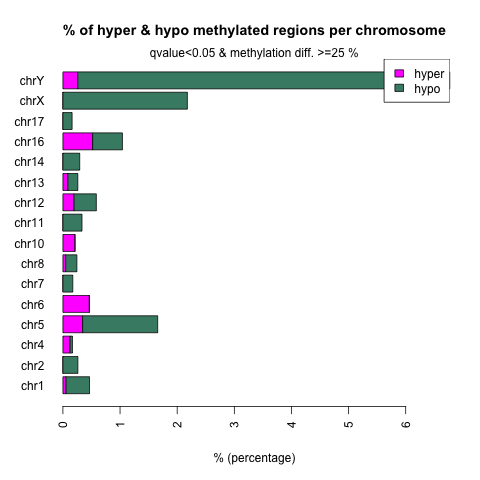 % of hyper & hypo methylated regions per chromosome
qvalue<0.05 & methylation diff. >=25 %
hyper
hypo
chrY
chrX
chr17
chr16
chr14
chr13
chr12
chr11
chr10
chr8
chr7
chr6
chr5
chr4
chr2
chr1
0 1 2 3 4 5 6
% (percentage)